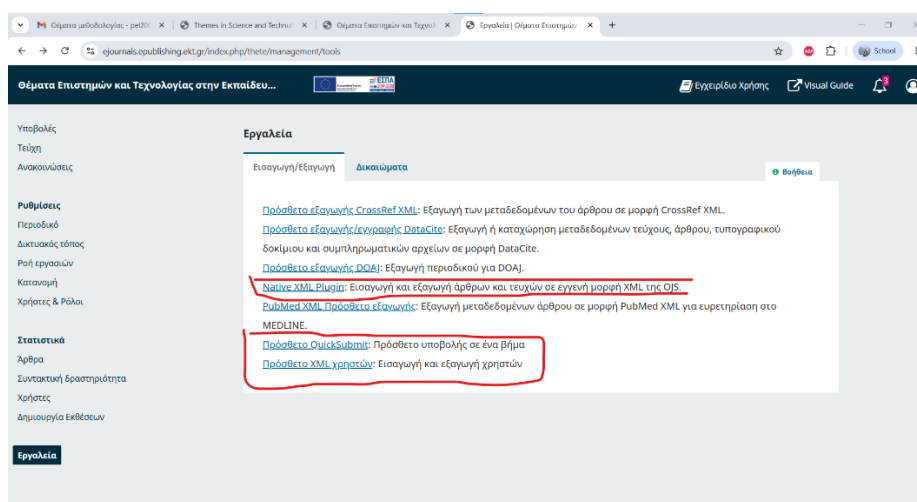 Θέματα μεθοδολογίας - pel20
Themes in Science and Techno
Θέματα Επιστημών και Τεχνολ
Εργαλεία | Θέματα Επιστημών
ejournals.epublishing.ekt.gr/index.php/thete/management/tools
School
Θέματα Επιστημών και Τεχνολογίας στην Εκπαίδευ...
ΕΣΠΑ
Εγχειρίδιο Χρήσης
Visual Guide
3
Υποβολές
Τεύχη
Ανακοινώσεις
Ρυθμίσεις
Περιοδικό
Δικτυακός τόπος
Ροή εργασιών
Κατανομή
Χρήστες & Ρόλοι
Στατιστικά
Άρθρα
Συντακτική δραστηριότητα
Χρήστες
Δημιουργία Εκθέσεων
Εργαλεία
Εργαλεία
Εισαγωγή/Εξαγωγή
Δικαιώματα
Βοήθεια
Πρόσθετο εξαγωγής CrossRef XML: Εξαγωγή των μεταδεδομένων του άρθρου σε μορφή CrossRef XML.
Πρόσθετο εξαγωγής/εγγραφής DataCite: Εξαγωγή ή καταχώρηση μεταδεδομένων τεύχους, άρθρου, τυπογραφικού
δοκίμιου και συμπληρωματικών αρχείων σε μορφή DataCite.
Πρόσθετο εξαγωγής DOAJ: Εξαγωγή περιοδικού για DOAJ.
Native XML Plugin: Εισαγωγή και εξαγωγή άρθρων και τευχών σε εγγενή μορφή XML της OJS.
PubMed XML Πρόσθετο εξαγωγής: Εξαγωγή μεταδεδομένων άρθρου σε μορφή PubMed XML για ευρετηρίαση στο
MEDLINE.
Πρόσθετο QuickSubmit: Πρόσθετο υποβολής σε ένα βήμα
Πρόσθετο XML χρηστών: Εισαγωγή και εξαγωγή χρηστών